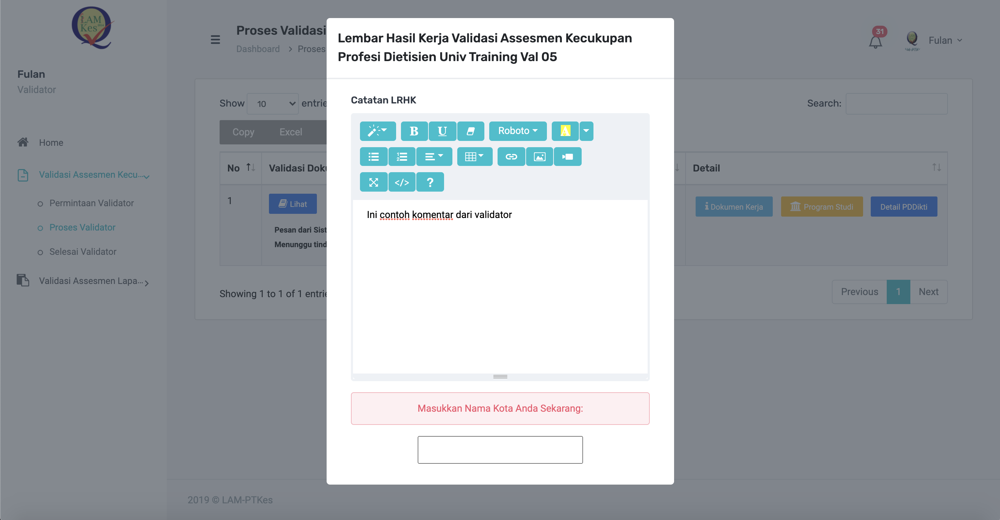 LAM
Kes 2014
Fulan
Validator
Home
Validasi Assesmen Kecu...
Permintaan Validator
Proses Validator
Selesai Validator
Validasi Assesmen Lapa...
Proses Validasi
Dashboard > Proses
31
Fulan
Show 10 entrie
Search:
Copy Excel
No Validasi Doku
Detail
1
Lihat
Pesan dari Sist
Menunggu tind
Dokumen Kerja
Program Studi
Detail PDDikti
Showing 1 to 1 of 1 entrie
Previous 1 Next
Lembar Hasil Kerja Validasi Assesmen Kecukupan
Profesi Dietisien Univ Training Val 05
Catatan LRHK
B U Roboto A
</> ?
Ini contoh komentar dari validator
Masukkan Nama Kota Anda Sekarang:
2019 © LAM-PTKes